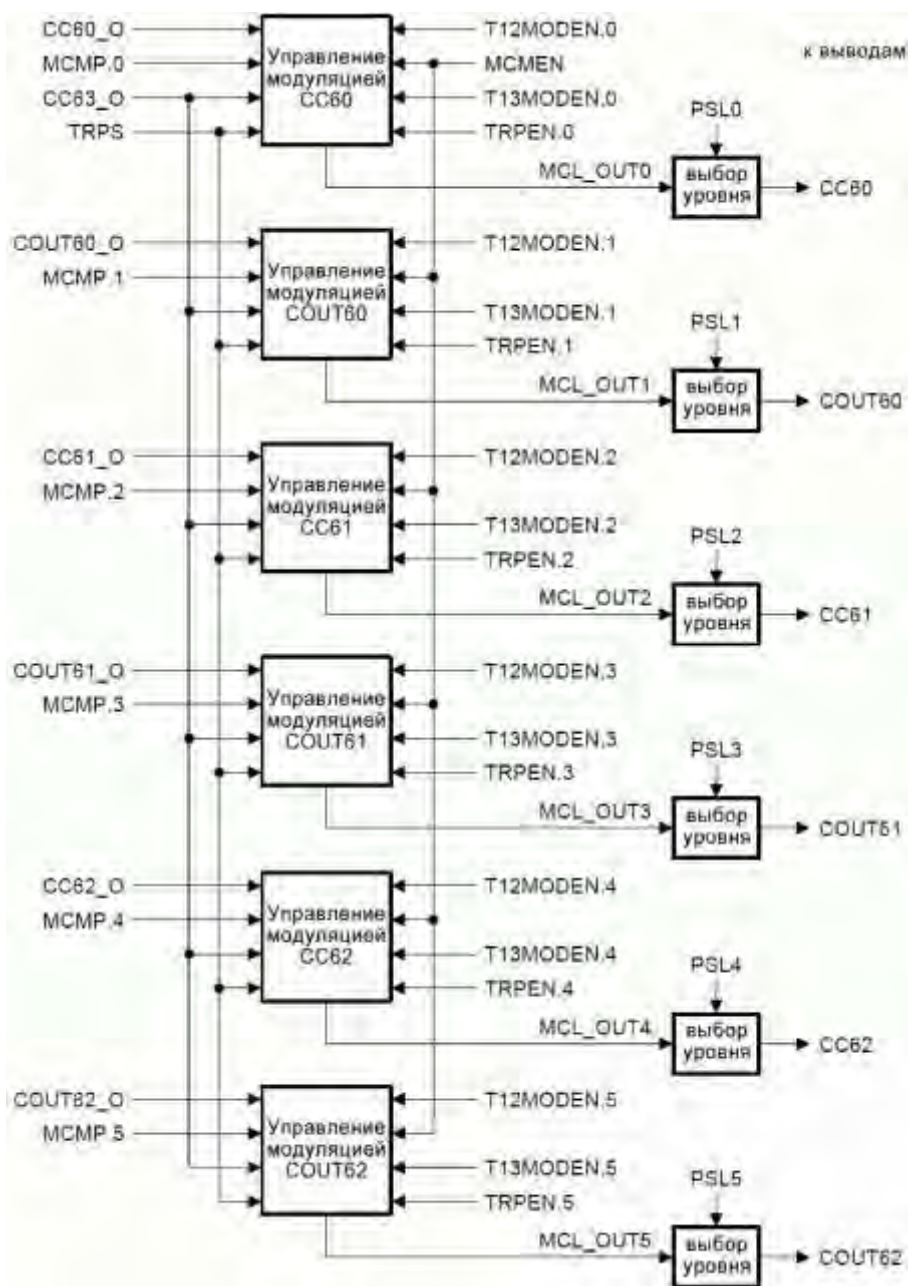 CC60_O
MCMP.0
CC63_O
TRPS
Управление
модуляцией
CC60
T12MODEN.0
MCMEN
T13MODEN.0
TRPEN.0
к выводам
PSL0
MCL_OUT0
выбор
уровня
CC60
COUT60_O
MCMP.1
Управление
модуляцией
COUT60
T12MODEN.1
T13MODEN.1
TRPEN.1
PSL1
MCL_OUT1
выбор
уровня
COUT60
CC61_O
MCMP.2
Управление
модуляцией
CC61
T12MODEN.2
T13MODEN.2
TRPEN.2
PSL2
MCL_OUT2
выбор
уровня
CC61
COUT61_O
MCMP.3
Управление
модуляцией
COUT61
T12MODEN.3
T13MODEN.3
TRPEN.3
PSL3
MCL_OUT3
выбор
уровня
COUT61
CC62_O
MCMP.4
Управление
модуляцией
CC62
T12MODEN.4
T13MODEN.4
TRPEN.4
PSL4
MCL_OUT4
выбор
уровня
CC62
COUT62_O
MCMP.5
Управление
модуляцией
COUT62
T12MODEN.5
T13MODEN.5
TRPEN.5
PSL5
MCL_OUT5
выбор
уровня
COUT62